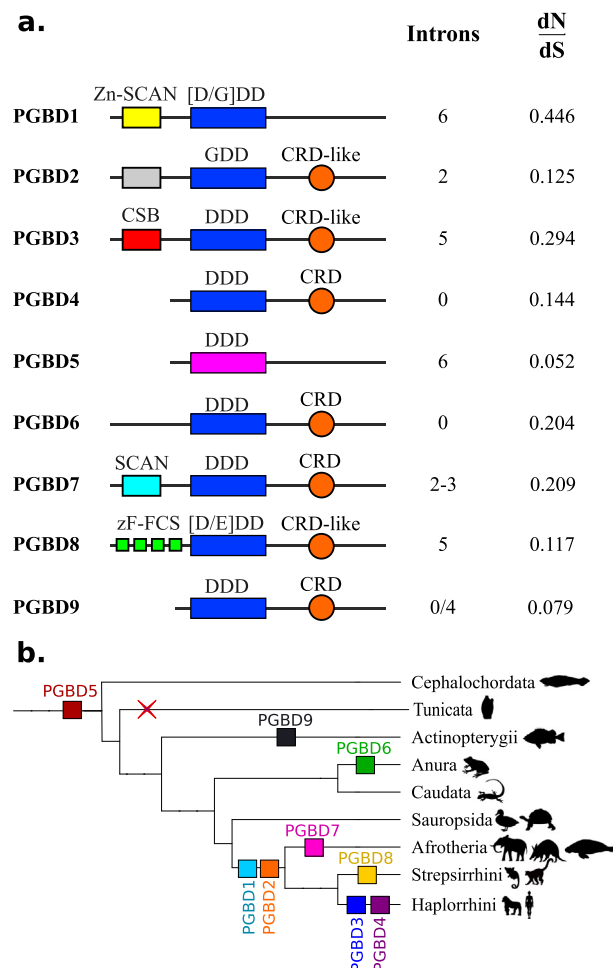 a.
Introns dN
dS
Zn-SCAN [D/G]DD
PGBD1 6 0.446
GDD CRD-like
PGBD2 2 0.125
CSB DDD CRD-like
PGBD3 5 0.294
DDD CRD
PGBD4 0 0.144
DDD
PGBD5 6 0.052
DDD CRD
PGBD6 0 0.204
SCAN DDD CRD
PGBD7 2-3 0.209
zF-FCS [D/E]DD CRD-like
PGBD8 5 0.117
DDD CRD
PGBD9 0/4 0.079
b.
PGBD5
Cephalochordata
Tunicata
PGBD9
Actinopterygii
PGBD6
Anura
Caudata
Sauropsida
PGBD7
Afrotheria
PGBD8
Strepsirrhini
PGBD1
PGBD2
Haplorrhini
PGBD3
PGBD4